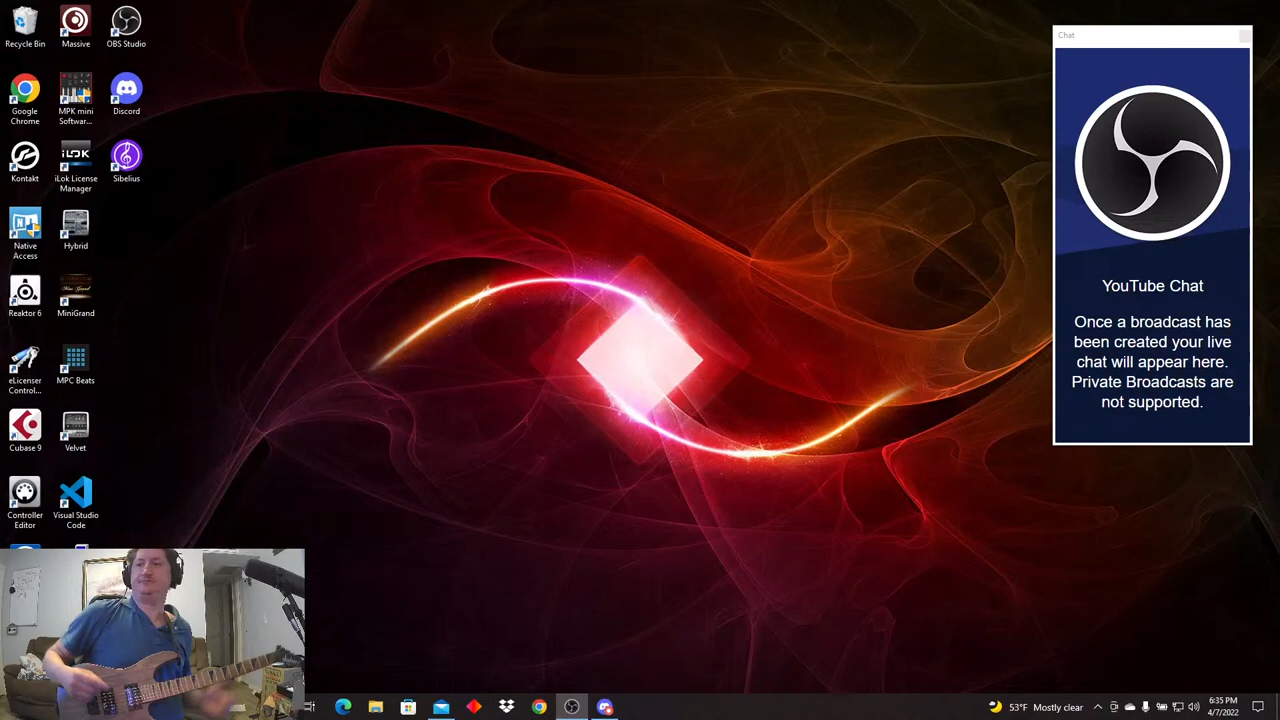 Recycle Bin
Massive
OBS Studio
Google
Chrome
MPK mini
Softwar...
Discord
Kontakt
iLOK
iLok License
Manager
Sibelius
Native
Access
Hybrid
Reaktor 6
MiniGrand
eLicenser
Control...
MPC Beats
Cubase 9
Velvet
Controller
Editor
Visual Studio
Code
Chat
YouTube Chat
Once a broadcast has
been created your live
chat will appear here.
Private Broadcasts are
not supported.
53°F Mostly clear
6:35 PM
4/7/2022